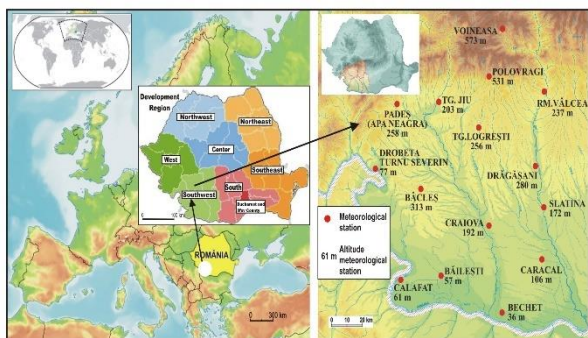 Development
Region
Northwest
Northeast
Center
West
Southeast
South
Southwest
Bucharest and
Ilfov County
ROMÂNIA
0 300 km
VOINEASA
573 m
POLOVRAGI
531 m
TG. JIU
203 m
RM.VÂLCEA
237 m
PADEȘ
(APA NEAGRA)
258 m
TG.LOGREȘTI
256 m
DROBETA
TURNU SEVERIN
77 m
DRĂGĂȘANI
280 m
BÂCLEȘ
313 m
SLATINA
172 m
CRAIOVA
192 m
Meteorological
station
61 m
Altitude
meteorological
station
CARACAL
106 m
BĂILEȘTI
57 m
CALAFAT
61 m
BECHET
36 m
0 10 20 km